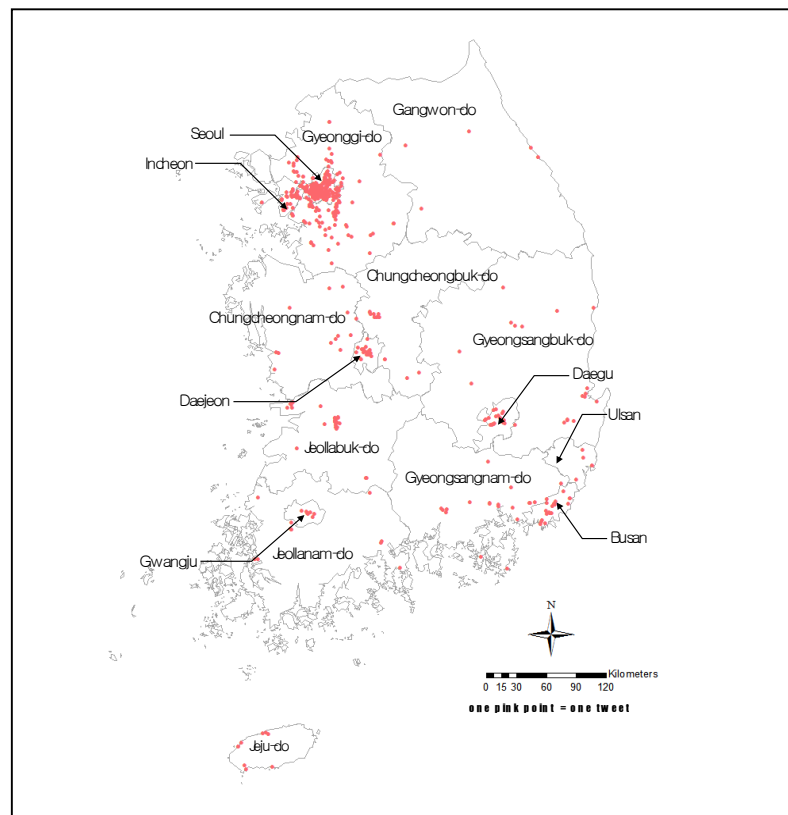 Gangwon-do
Seoul
Gyeonggi-do
Incheon
Chungcheongbuk-do
Chungcheongnam-do
Gyeongsangbuk-do
Daegu
Daejeon
Ulsan
Jeollabuk-do
Gyeongsangnam-do
Busan
Gwangju
Jeollanam-do
N
Kilometers
0 15 30 60 90 120
one pink point = one tweet
Jeju-do